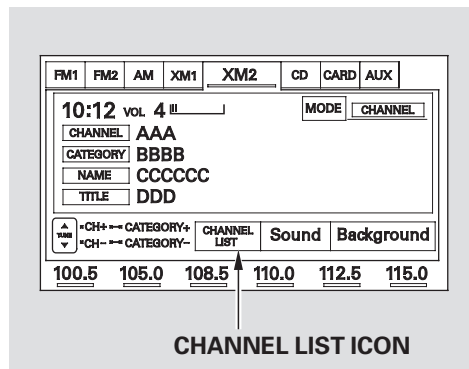 FM1 FM2 AM XM1 XM2 CD CARD AUX
10:12 VOL 4 MODE CHANNEL
CHANNEL AAA
CATEGORY BBBB
NAME CCCCCC
TITLE DDD
TUNE CH+ CATEGORY+ CHANNEL LIST Sound Background
CH- CATEGORY-
100.5 105.0 108.5 110.0 112.5 115.0
CHANNEL LIST ICON